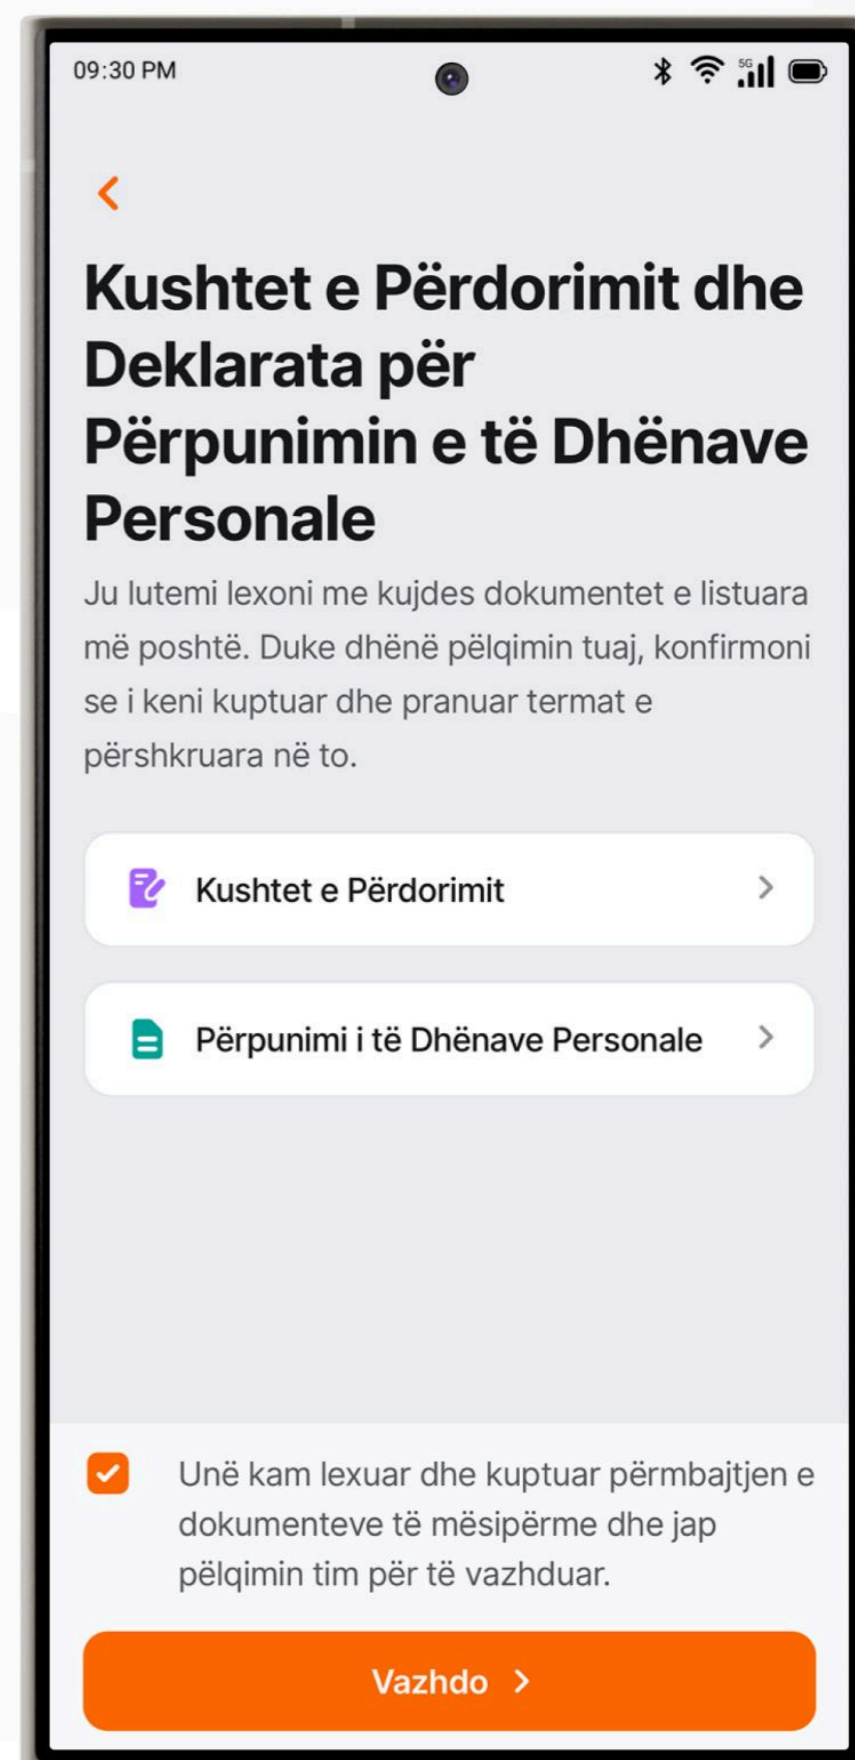 09:30 PM
5G
Kushtet e Përdorimit dhe
Deklarata për
Përpunimin e të Dhënave
Personale
Ju lutemi lexoni me kujdes dokumentet e listuara
më poshtë. Duke dhënë pëlqimin tuaj, konfirmoni
se i keni kuptuar dhe pranuar termat e
përshkruara në to.
Kushtet e Përdorimit
Përpunimi i të Dhënave Personale
Unë kam lexuar dhe kuptuar përmbajtjen e
dokumenteve të mësipërme dhe jap
pëlqimin tim për të vazhduar.
Vazhdo